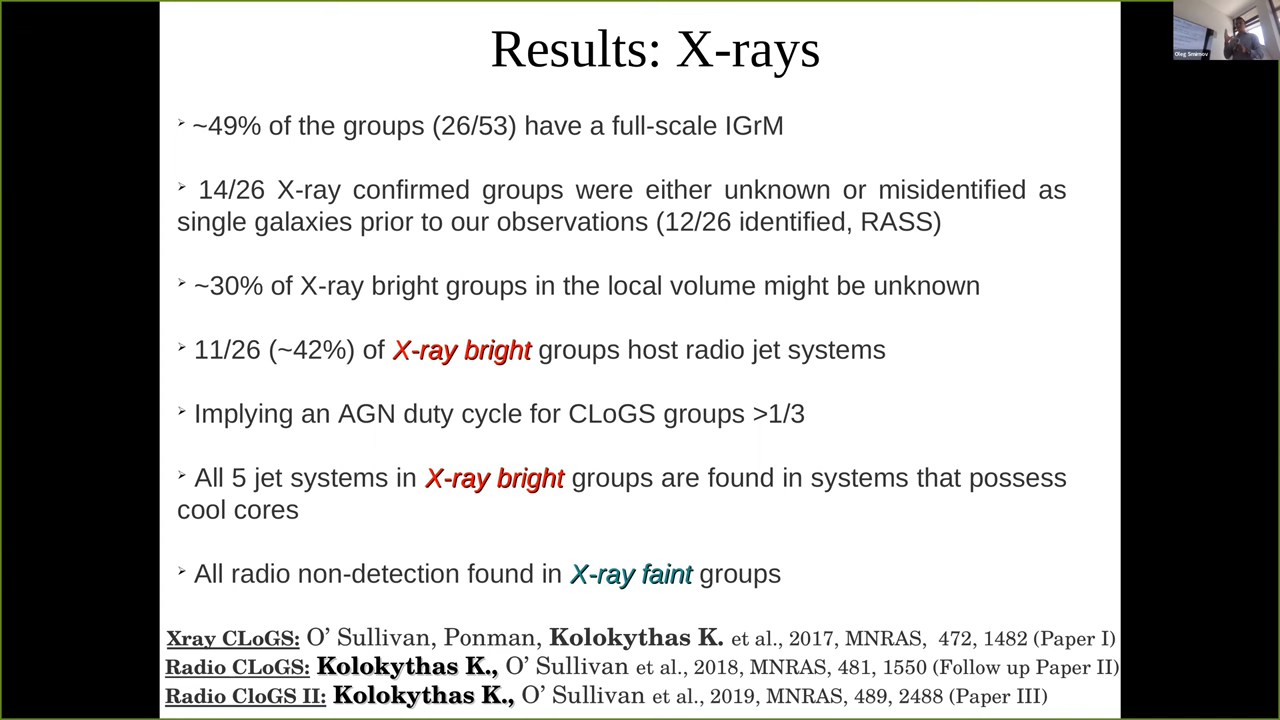 Results: X-rays
Oleg Smirnov
➢ ~49% of the groups (26/53) have a full-scale IGrM
➢ 14/26 X-ray confirmed groups were either unknown or misidentified as
single galaxies prior to our observations (12/26 identified, RASS)
➢ ~30% of X-ray bright groups in the local volume might be unknown
➢ 11/26 (~42%) of X-ray bright groups host radio jet systems
➢ Implying an AGN duty cycle for CLoGS groups >1/3
➢ All 5 jet systems in X-ray bright groups are found in systems that possess
cool cores
➢ All radio non-detection found in X-ray faint groups
Xray CLoGS: O’ Sullivan, Ponman, Kolokythas K. et al., 2017, MNRAS, 472, 1482 (Paper I)
Radio CLoGS: Kolokythas K., O’ Sullivan et al., 2018, MNRAS, 481, 1550 (Follow up Paper II)
Radio CloGS II: Kolokythas K., O’ Sullivan et al., 2019, MNRAS, 489, 2488 (Paper III)